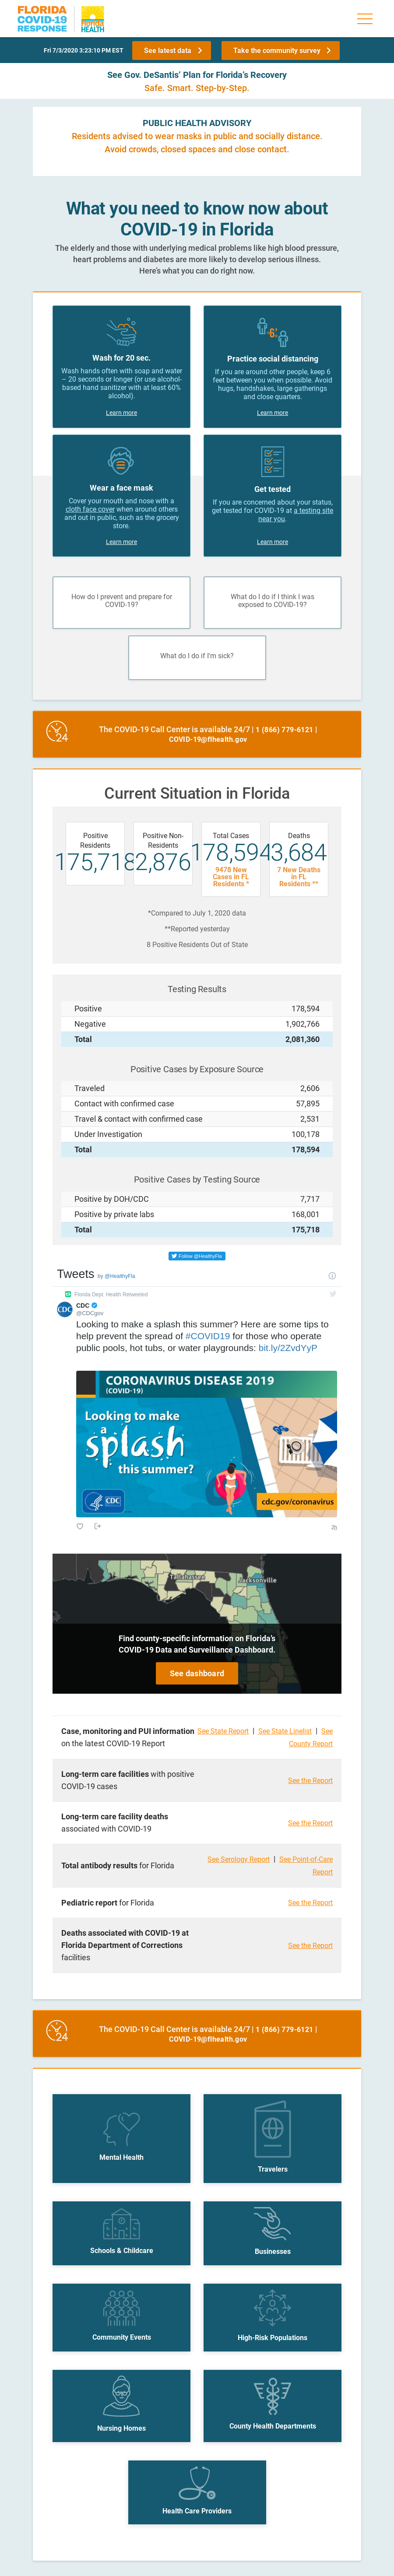 FLORIDA
COVID-19
RESPONSE
Florida
HEALTH
Fri 7/3/2020 3:23:10 PM EST
See latest data
Take the community survey
See Gov. DeSantis’ Plan for Florida’s Recovery
Safe. Smart. Step-by-Step.
PUBLIC HEALTH ADVISORY
Residents advised to wear masks in public and socially distance.
Avoid crowds, closed spaces and close contact.
What you need to know now about
COVID-19 in Florida
The elderly and those with underlying medical problems like high blood pressure,
heart problems and diabetes are more likely to develop serious illness.
Here’s what you can do right now.
Wash for 20 sec.
Wash hands often with soap and water
– 20 seconds or longer (or use alcohol-
based hand sanitizer with at least 60%
alcohol).
Learn more
6'
Practice social distancing
If you are around other people, keep 6
feet between you when possible. Avoid
hugs, handshakes, large gatherings
and close quarters.
Learn more
Wear a face mask
Cover your mouth and nose with a
cloth face cover when around others
and out in public, such as the grocery
store.
Learn more
Get tested
If you are concerned about your status,
get tested for COVID-19 at a testing site
near you.
Learn more
How do I prevent and prepare for
COVID-19?
What do I do if I think I was
exposed to COVID-19?
What do I do if I'm sick?
24
The COVID-19 Call Center is available 24/7 | 1 (866) 779-6121 |
COVID-19@flhealth.gov
Current Situation in Florida
Positive
Residents
175,718
Positive Non-
Residents
2,876
Total Cases
178,594
9478 New
Cases in FL
Residents *
Deaths
3,684
7 New Deaths
in FL
Residents **
*Compared to July 1, 2020 data
**Reported yesterday
8 Positive Residents Out of State
Testing Results
Positive 178,594
Negative 1,902,766
Total 2,081,360
Positive Cases by Exposure Source
Traveled 2,606
Contact with confirmed case 57,895
Travel & contact with confirmed case 2,531
Under Investigation 100,178
Total 178,594
Positive Cases by Testing Source
Positive by DOH/CDC 7,717
Positive by private labs 168,001
Total 175,718
Follow @HealthyFla
Tweets by @HealthyFla
Florida Dept. Health Retweeted
CDC
CDC
@CDCgov
Looking to make a splash this summer? Here are some tips to
help prevent the spread of #COVID19 for those who operate
public pools, hot tubs, or water playgrounds: bit.ly/2ZvdYyP
CORONAVIRUS DISEASE 2019
(COVID-19)
Looking to make
a splash
this summer?
CDC
cdc.gov/coronavirus
2h
Tallahassee
Jacksonville
Find county-specific information on Florida’s
COVID-19 Data and Surveillance Dashboard.
See dashboard
Case, monitoring and PUI information
on the latest COVID-19 Report
See State Report | See State Linelist | See
County Report
Long-term care facilities with positive
COVID-19 cases
See the Report
Long-term care facility deaths
associated with COVID-19
See the Report
Total antibody results for Florida
See Serology Report | See Point-of-Care
Report
Pediatric report for Florida
See the Report
Deaths associated with COVID-19 at
Florida Department of Corrections
facilities
See the Report
24
The COVID-19 Call Center is available 24/7 | 1 (866) 779-6121 |
COVID-19@flhealth.gov
Mental Health
Travelers
Schools & Childcare
Businesses
Community Events
High-Risk Populations
Nursing Homes
County Health Departments
Health Care Providers